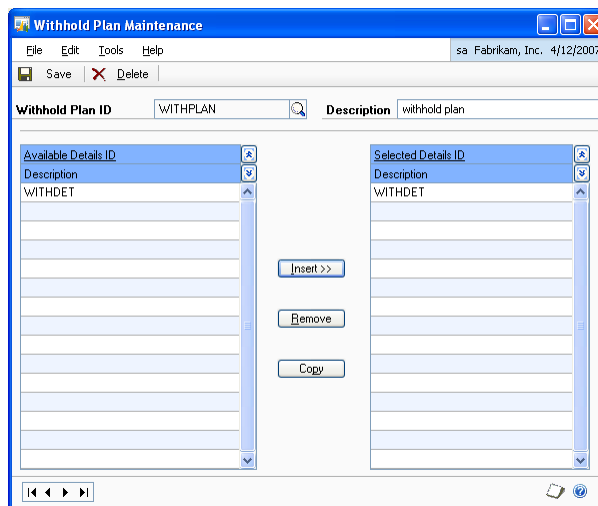 Withhold Plan Maintenance
File Edit Tools Help sa Fabrikam, Inc. 4/12/2007
Save Delete
Withhold Plan ID WITHPLAN Description withhold plan
Available Details ID Selected Details ID
Description Description
WITHDET WITHDET
Insert >>
Remove
Copy